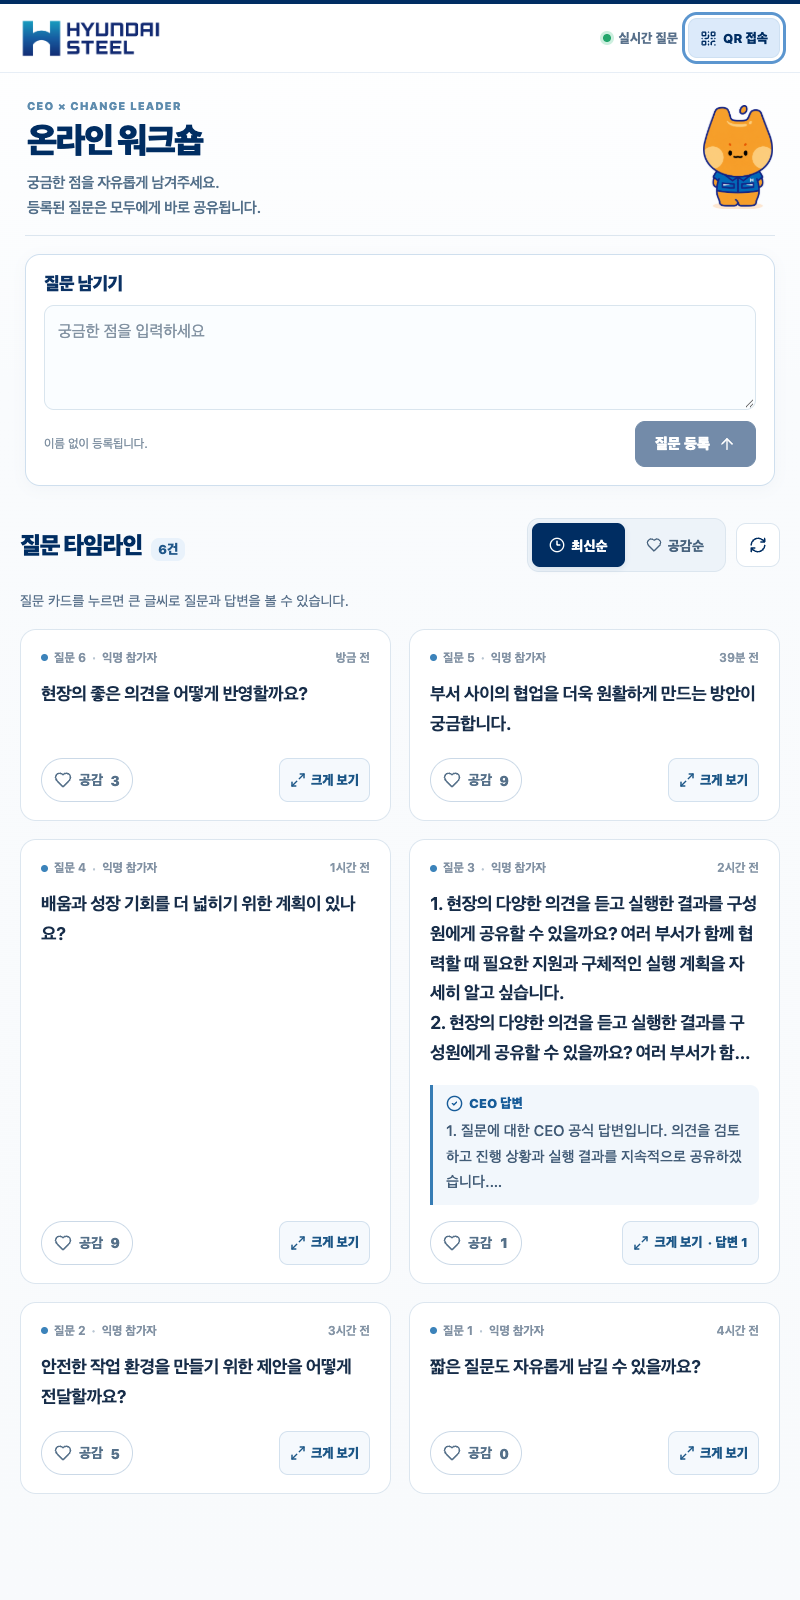 HYUNDAI
STEEL
실시간 질문
QR 접속
CEO × CHANGE LEADER
온라인 워크숍
궁금한 점을 자유롭게 남겨주세요.
등록된 질문은 모두에게 바로 공유됩니다.
질문 남기기
궁금한 점을 입력하세요
이름 없이 등록됩니다.
질문 등록
질문 타임라인 6건
최신순
공감순
질문 카드를 누르면 큰 글씨로 질문과 답변을 볼 수 있습니다.
질문 6 · 익명 참가자 방금 전
현장의 좋은 의견을 어떻게 반영할까요?
공감 3
크게 보기
질문 5 · 익명 참가자 39분 전
부서 사이의 협업을 더욱 원활하게 만드는 방안이
궁금합니다.
공감 9
크게 보기
질문 4 · 익명 참가자 1시간 전
배움과 성장 기회를 더 넓히기 위한 계획이 있나
요?
공감 9
크게 보기
질문 3 · 익명 참가자 2시간 전
1. 현장의 다양한 의견을 듣고 실행한 결과를 구성
원에게 공유할 수 있을까요? 여러 부서가 함께 협
력할 때 필요한 지원과 구체적인 실행 계획을 자
세히 알고 싶습니다.
2. 현장의 다양한 의견을 듣고 실행한 결과를 구
성원에게 공유할 수 있을까요? 여러 부서가 함...
CEO 답변
1. 질문에 대한 CEO 공식 답변입니다. 의견을 검토
하고 진행 상황과 실행 결과를 지속적으로 공유하겠
습니다....
공감 1
크게 보기 · 답변 1
질문 2 · 익명 참가자 3시간 전
안전한 작업 환경을 만들기 위한 제안을 어떻게
전달할까요?
공감 5
크게 보기
질문 1 · 익명 참가자 4시간 전
짧은 질문도 자유롭게 남길 수 있을까요?
공감 0
크게 보기